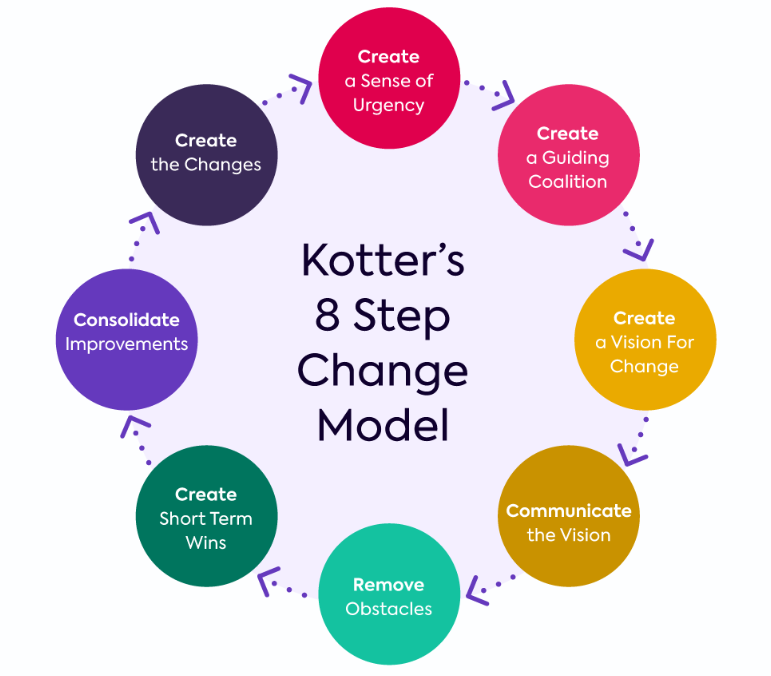 Kotter's
8 Step
Change
Model
Create
a Sense of
Urgency
Create
a Guiding
Coalition
Create
a Vision For
Change
Communicate
the Vision
Remove
Obstacles
Create
Short Term
Wins
Consolidate
Improvements
Create
the Changes